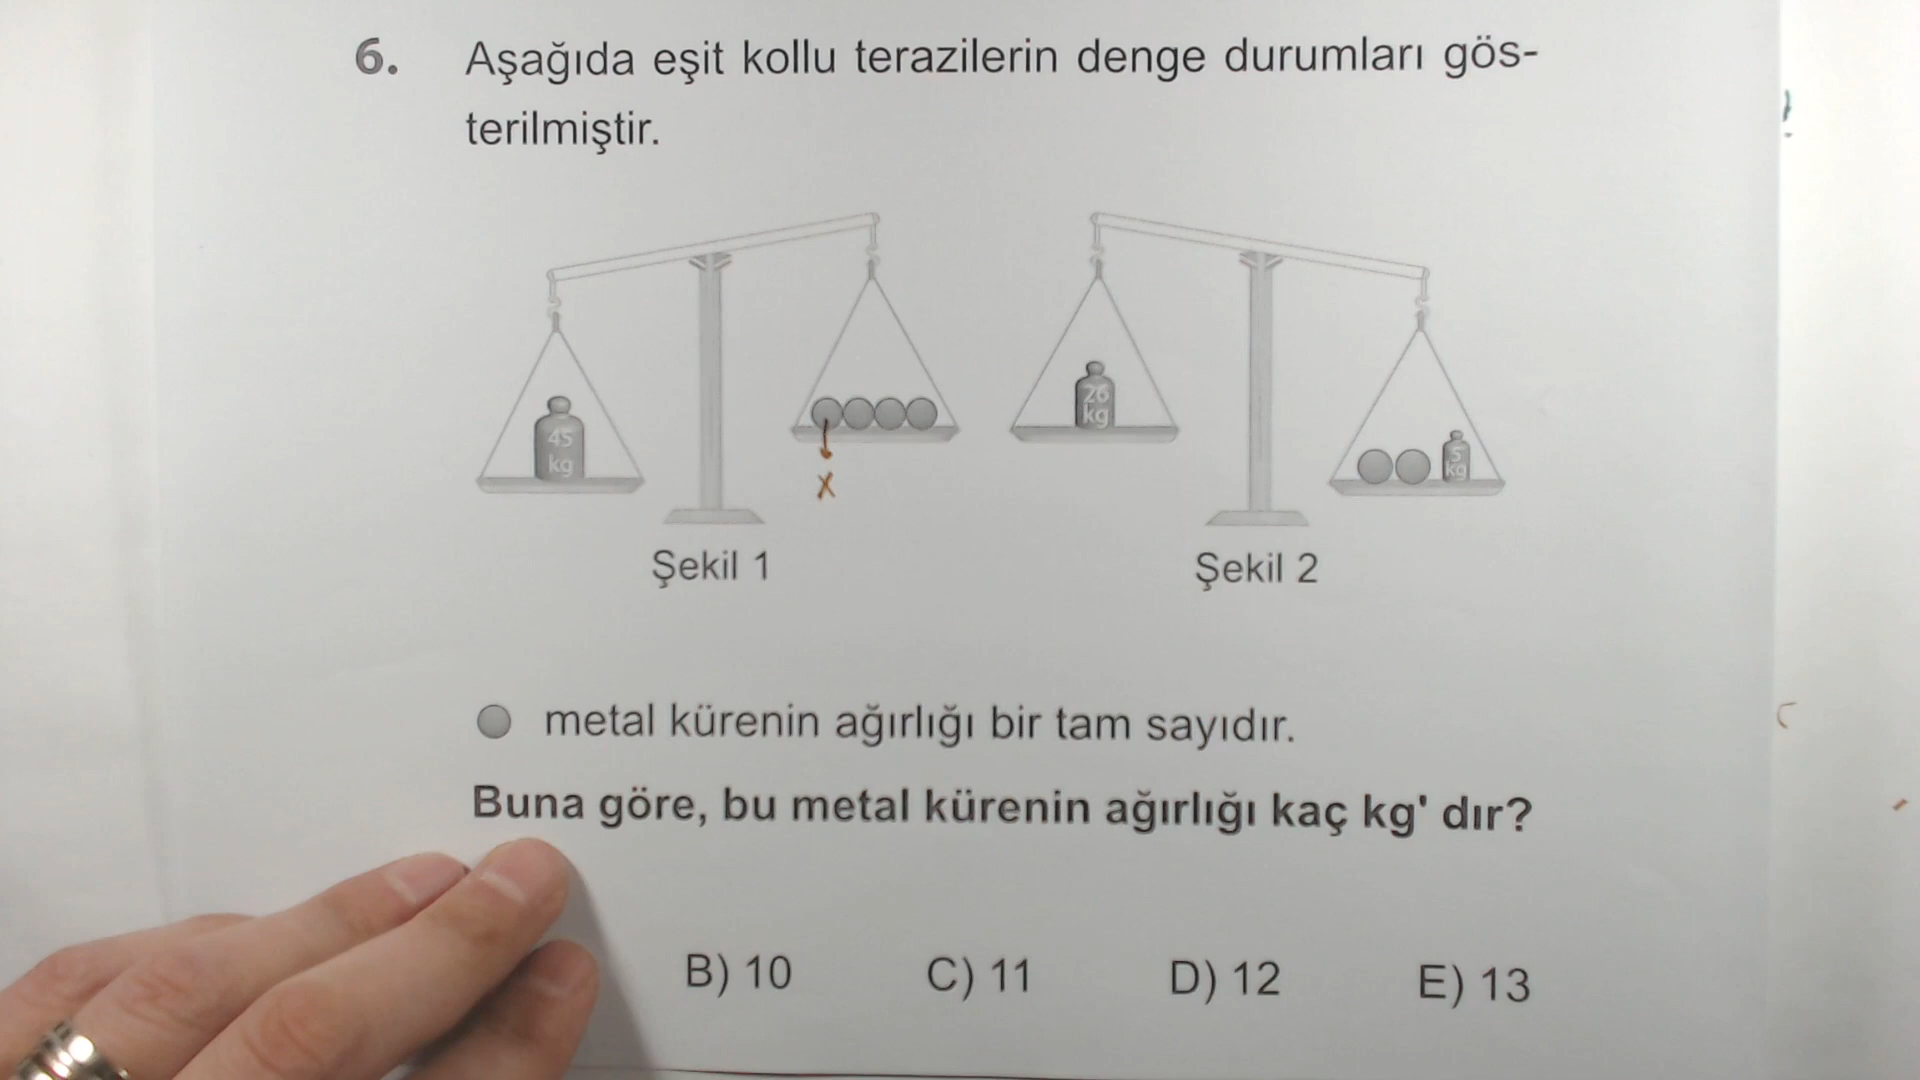 6. Aşağıda eşit kollu terazilerin denge durumları gös-
terilmiştir.
45
kg
x
26
kg
5
kg
Şekil 1
Şekil 2
metal kürenin ağırlığı bir tam sayıdır.
Buna göre, bu metal kürenin ağırlığı kaç kg' dır?
B) 10 C) 11 D) 12 E) 13